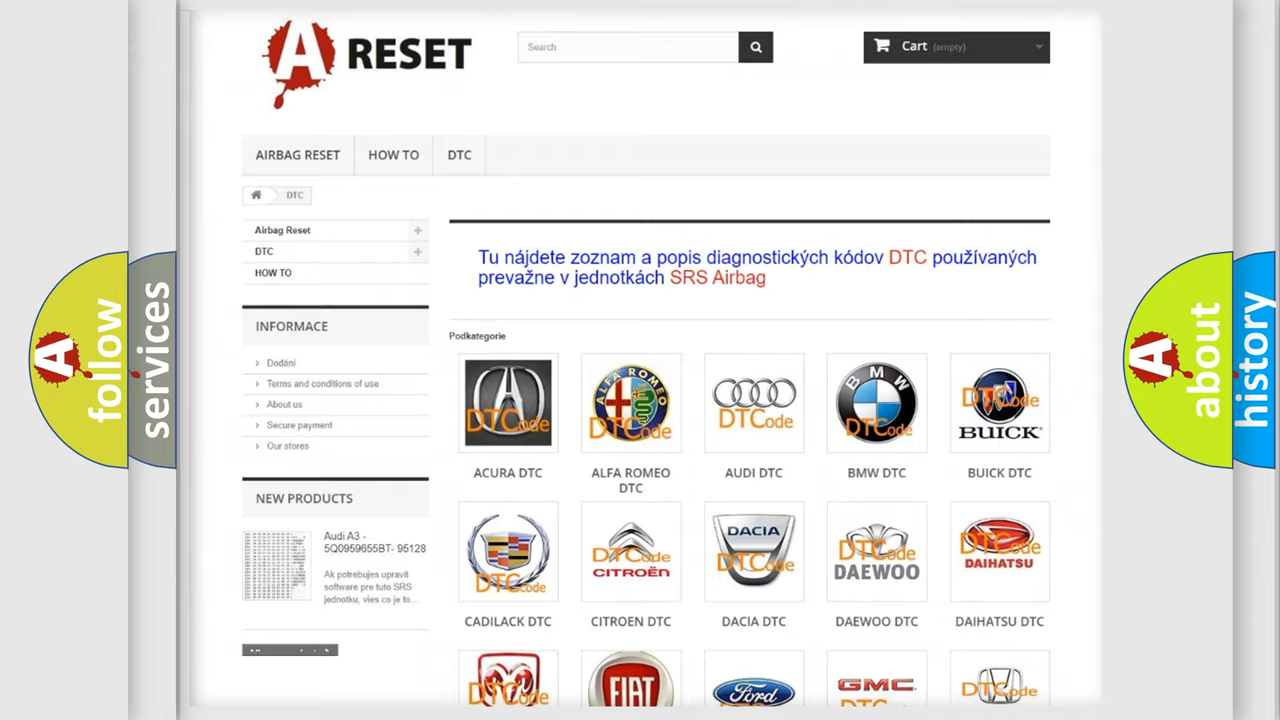 A RESET
Search
Cart (empty)
AIRBAG RESET
HOW TO
DTC
DTC
Airbag Reset
DTC
HOW TO
INFORMACE
Dodání
Terms and conditions of use
About us
Secure payment
Our stores
NEW PRODUCTS
Audi A3 -
5Q0959655BT- 95128
Ak potrebujes upravit
software pre tuto SRS
jednotku, vies co je to...
Tu nájdete zoznam a popis diagnostických kódov DTC používaných
prevažne v jednotkách SRS Airbag
Podkategorie
DTCode
ALFA ROMEO
DTCode
DTCode
BMW
DTCode
DTCode
BUICK
ACURA DTC
ALFA ROMEO
DTC
AUDI DTC
BMW DTC
BUICK DTC
DTCode
DTCode
CITROËN
DACIA
DTCode
DTCode
DAEWOO
DTCode
DAIHATSU
CADILACK DTC
CITROEN DTC
DACIA DTC
DAEWOO DTC
DAIHATSU DTC
DTCode
FIAT
Ford
GMC
DTCode
A follow
services
A about
history